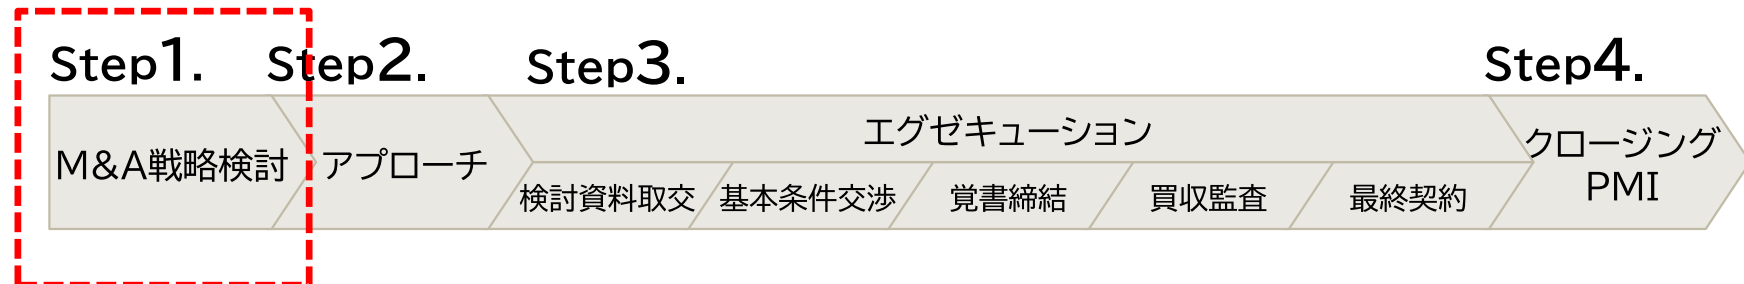 Step1. Step2. Step3. Step4.
M&A戦略検討
アプローチ
エグゼキューション
検討資料取交
基本条件交渉
覚書締結
買収監査
最終契約
クロージング
PMI